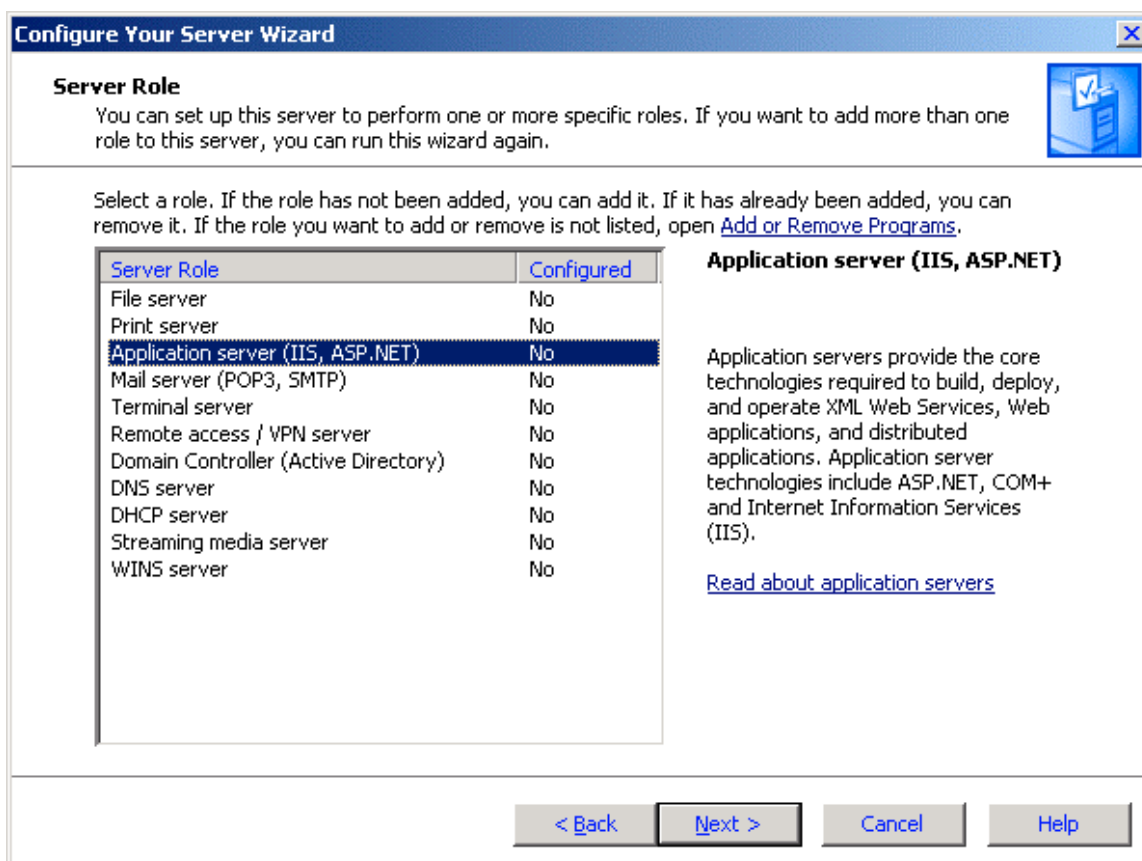 Configure Your Server Wizard
Server Role
You can set up this server to perform one or more specific roles. If you want to add more than one
role to this server, you can run this wizard again.
Select a role. If the role has not been added, you can add it. If it has already been added, you can
remove it. If the role you want to add or remove is not listed, open Add or Remove Programs.
Server Role Configured
File server No
Print server No
Application server (IIS, ASP.NET) No
Mail server (POP3, SMTP) No
Terminal server No
Remote access / VPN server No
Domain Controller (Active Directory) No
DNS server No
DHCP server No
Streaming media server No
WINS server No
Application server (IIS, ASP.NET)
Application servers provide the core
technologies required to build, deploy,
and operate XML Web Services, Web
applications, and distributed
applications. Application server
technologies include ASP.NET, COM+
and Internet Information Services
(IIS).
Read about application servers
< Back Next > Cancel Help